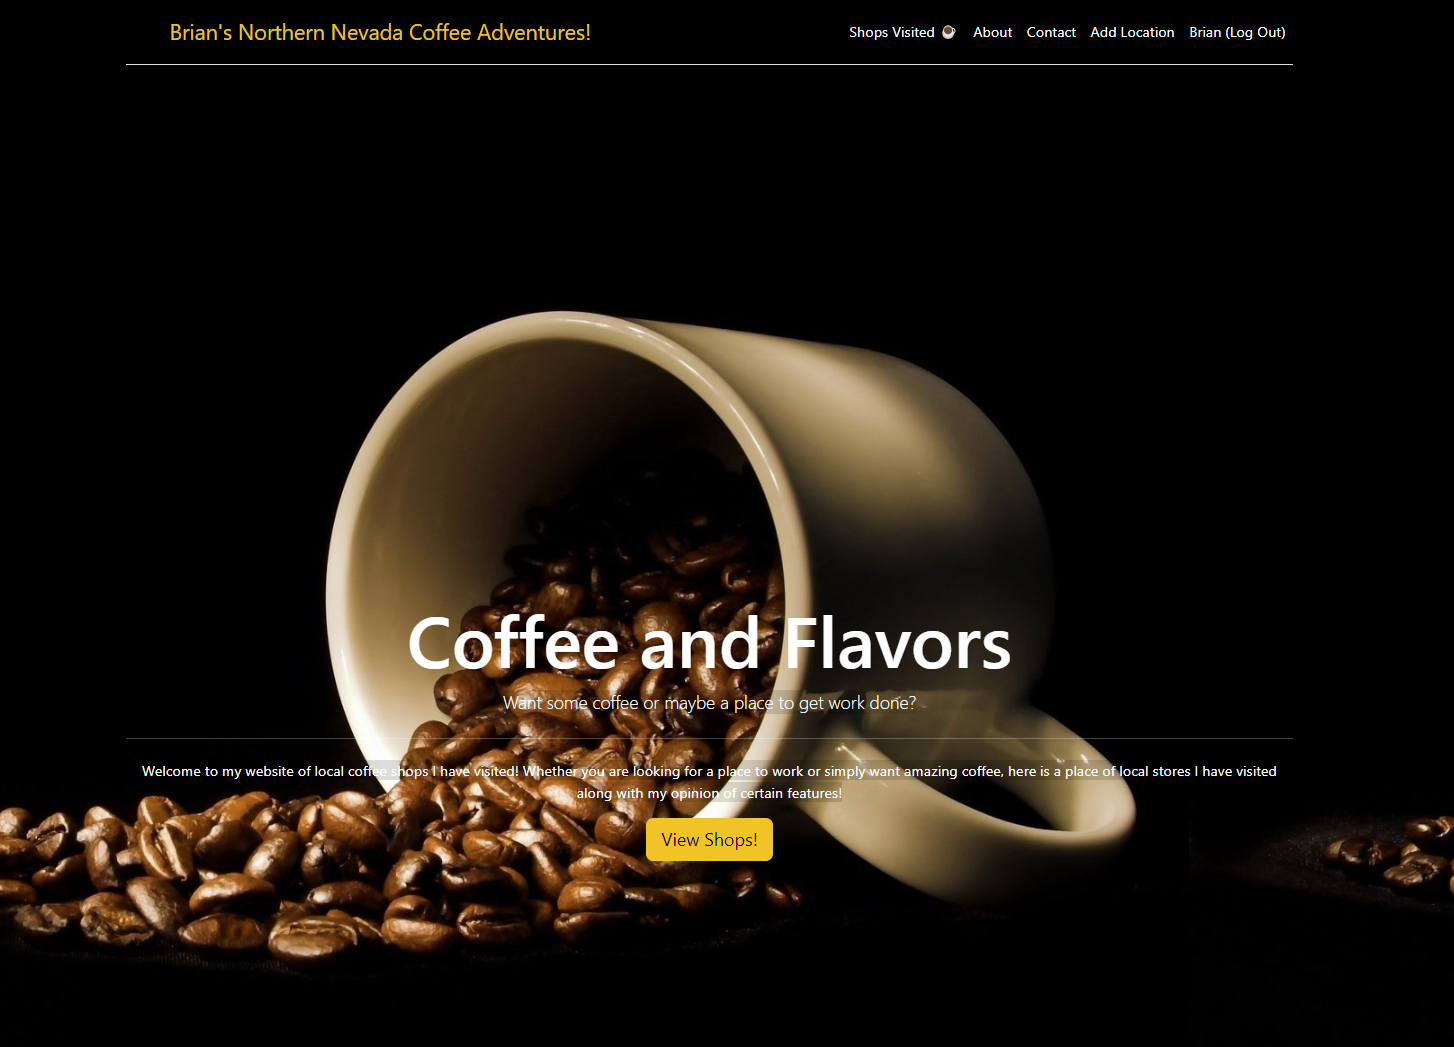 Brian's Northern Nevada Coffee Adventures!
Shops Visited ☕ About Contact Add Location Brian (Log Out)
Coffee and Flavors
Want some coffee or maybe a place to get work done?
Welcome to my website of local coffee shops I have visited! Whether you are looking for a place to work or simply want amazing coffee, here is a place of local stores I have visited
along with my opinion of certain features!
View Shops!